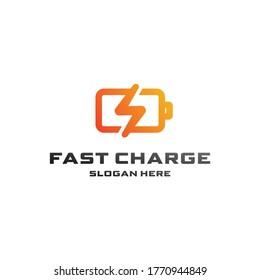 FAST CHARGE
SLOGAN HERE
shutterstock.com · 1770944849